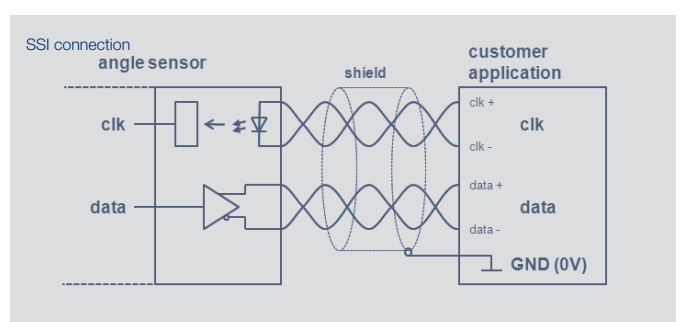 SSI connection
angle sensor
shield
customer
application
clk
clk +
clk
clk -
data
data +
data
data -
GND (0V)